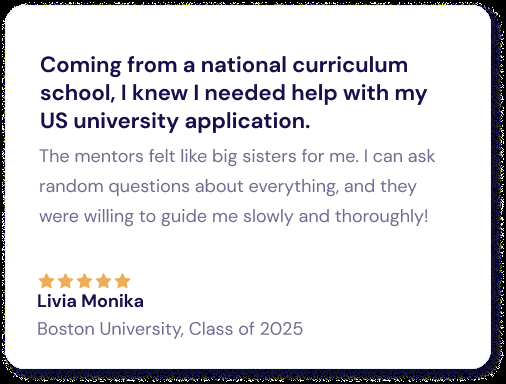 Coming from a national curriculum
school, I knew I needed help with my
US university application.
The mentors felt like big sisters for me. I can ask
random questions about everything, and they
were willing to guide me slowly and thoroughly!
Livia Monika
Boston University, Class of 2025